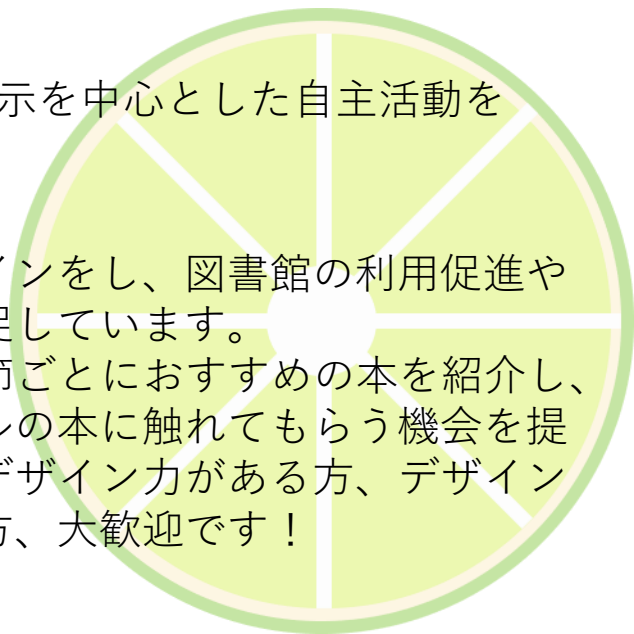 示を中心とした自主活動を
インをし、図書館の利用促進や
促しています。
節ごとにおすすめの本を紹介し、
ルの本に触れてもらう機会を提
デザイン力がある方、デザイン
方、大歓迎です！